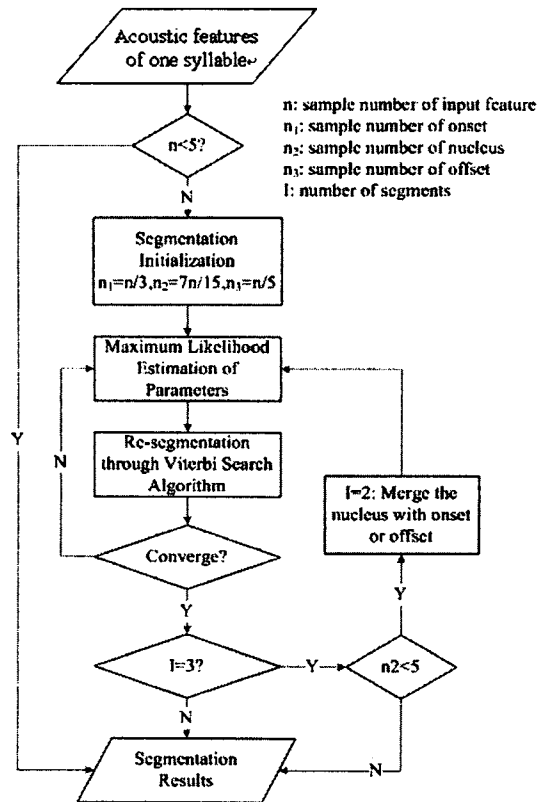 Acoustic features
of one syllable↵
n: sample number of input feature
n₁: sample number of onset
n₂: sample number of nucleus
n₃: sample number of offset
I: number of segments
n<5?
N
Segmentation
Initialization
n₁=n/3,n₂=7n/15,n₃=n/5
Maximum Likelihood
Estimation of
Parameters
Y
N
Re-segmentation
through Viterbi Search
Algorithm
I=2: Merge the
nucleus with onset
or offset
Converge?
Y
Y
I=3?
Y
n2<5
N
Segmentation
Results
N